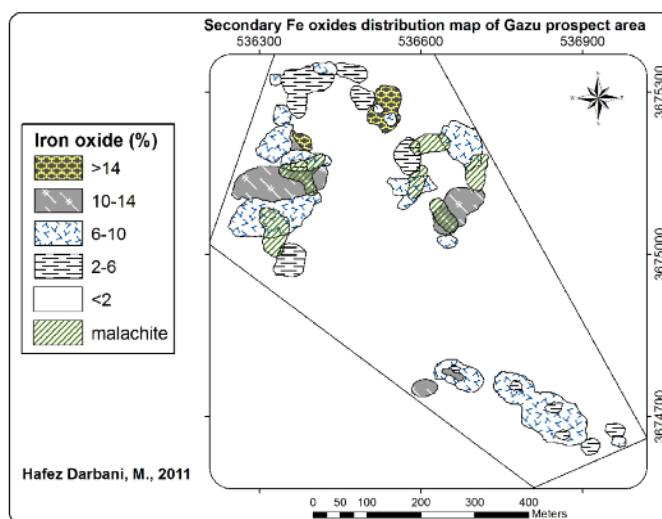 Secondary Fe oxides distribution map of Gazu prospect area
536300 536600 536900
3675300
3675000
3674700
Iron oxide (%)
>14
10-14
6-10
2-6
<2
malachite
Hafez Darbani, M., 2011
0 50 100 200 300 400
Meters